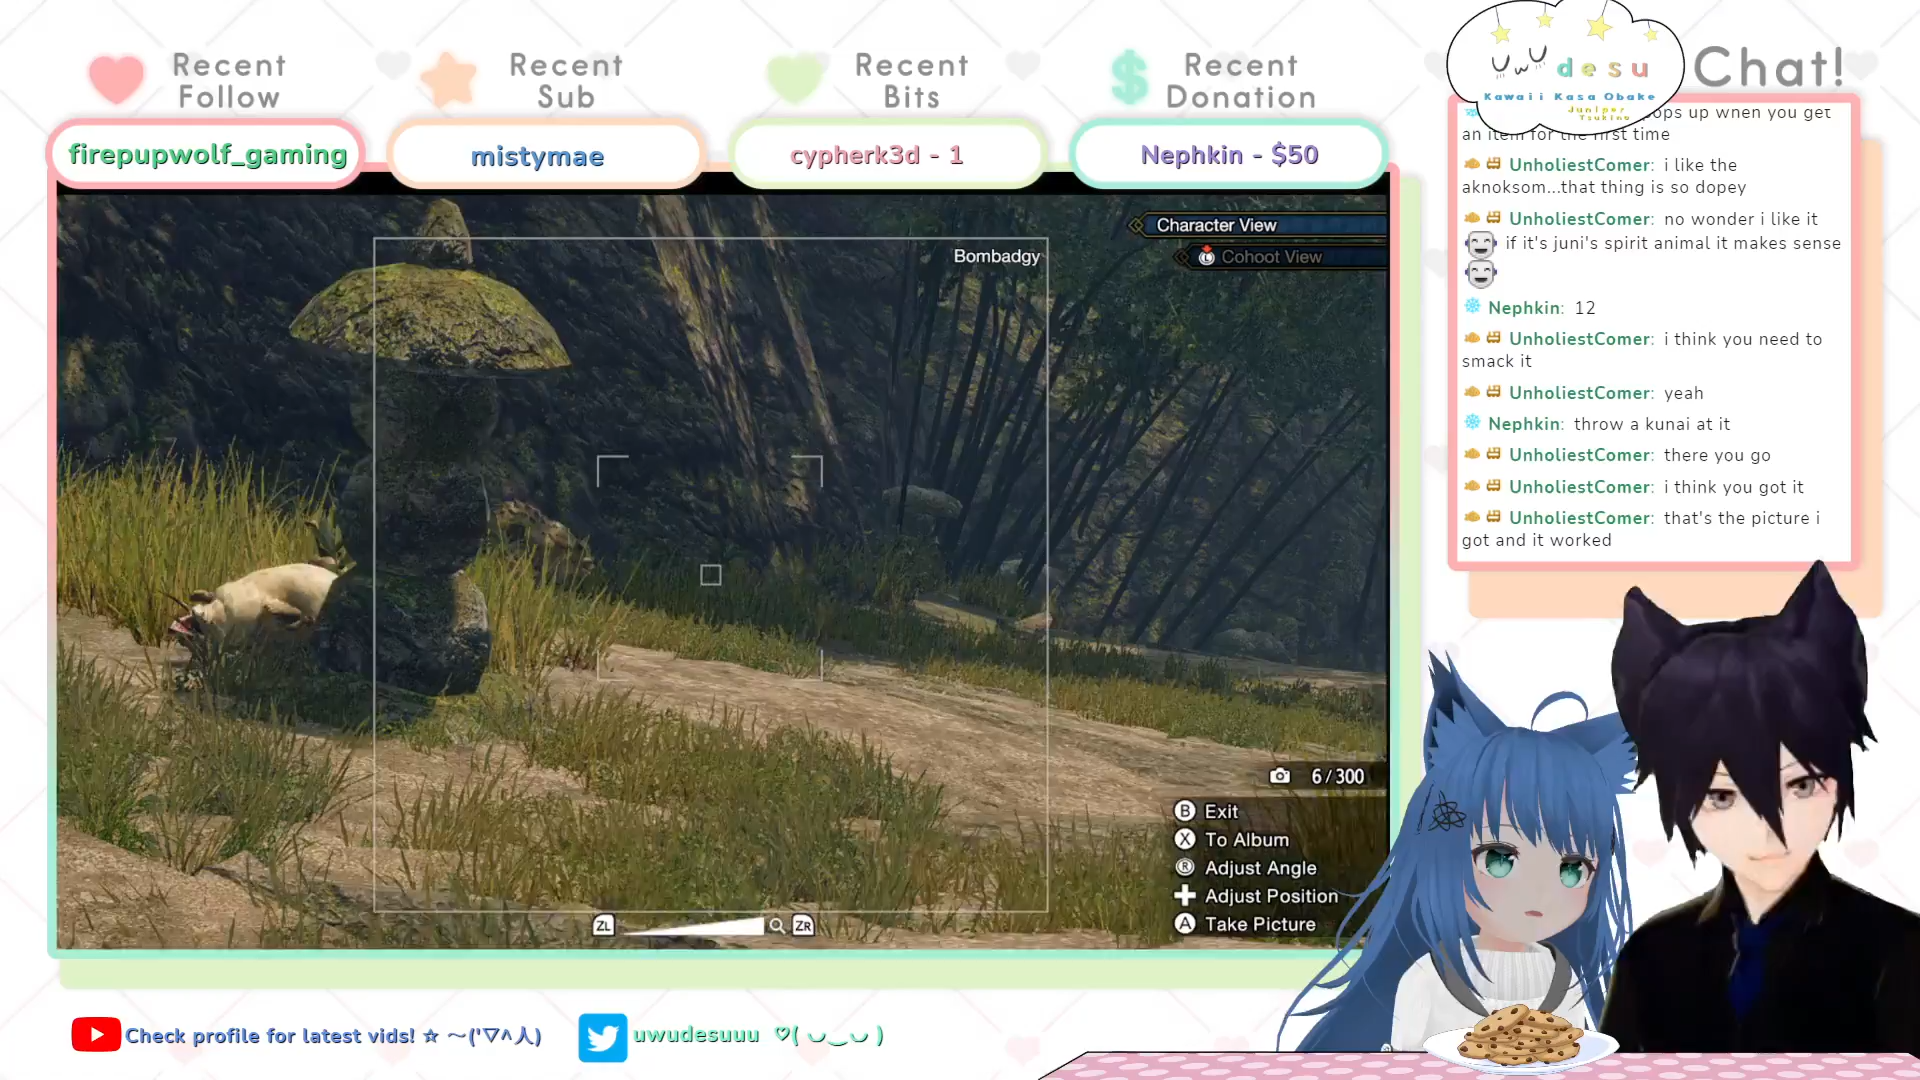 Recent
Follow
firepupwolf_gaming
Recent
Sub
mistymae
Recent
Bits
cypherk3d - 1
$
Recent
Donation
Nephkin - $50
UwU desu
Kawaii Kasa Obake
Juniper
Tsukino
Chat!
ops up when you get
an item for the first time
UnholiestComer: i like the
aknoksom...that thing is so dopey
UnholiestComer: no wonder i like it
if it's juni's spirit animal it makes sense
Nephkin: 12
UnholiestComer: i think you need to
smack it
UnholiestComer: yeah
Nephkin: throw a kunai at it
UnholiestComer: there you go
UnholiestComer: i think you got it
UnholiestComer: that's the picture i
got and it worked
Character View
L Cohoot View
Bombadgy
6/300
B Exit
X To Album
R Adjust Angle
Adjust Position
A Take Picture
ZL ZR
Check profile for latest vids! ☆ ~('▽^人)
uwudesuuu ♡( ◡‿◡ )